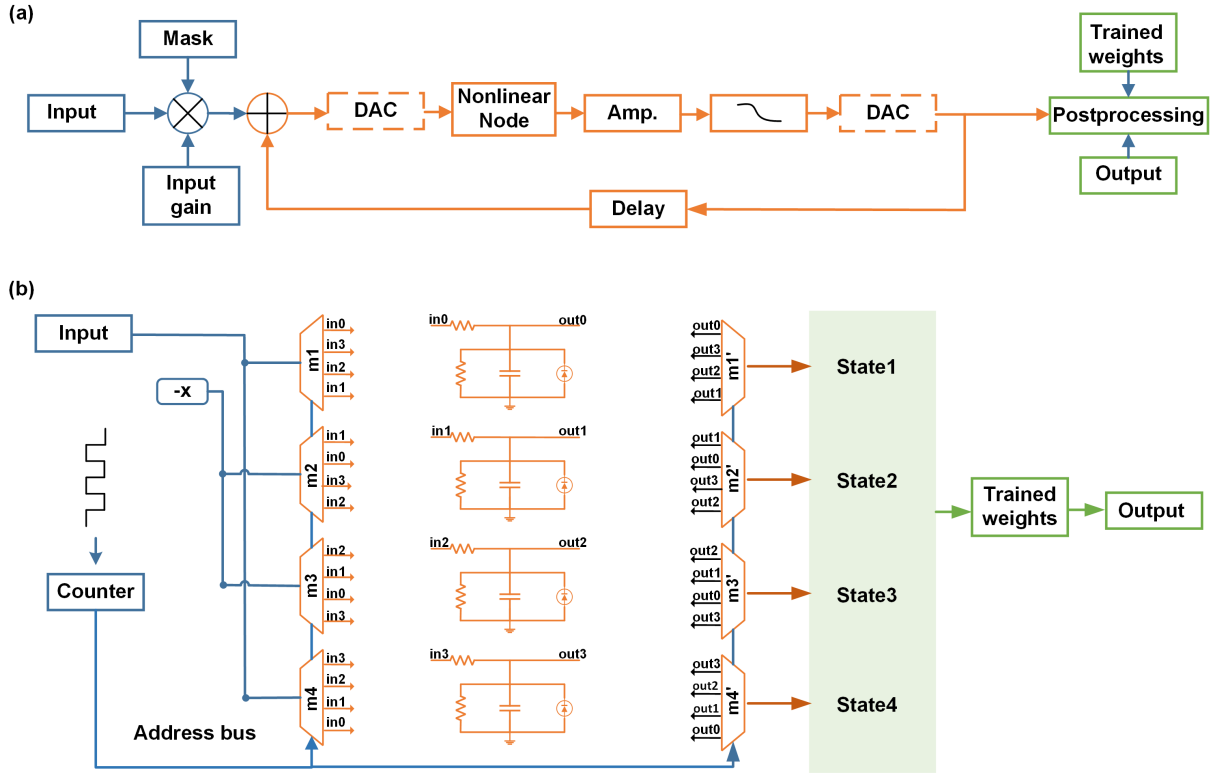 (a)
Mask
Input
Input
gain
DAC
Nonlinear
Node
Amp.
DAC
Delay
Trained
weights
Postprocessing
Output
(b)
Input
-x
Counter
Address bus
m1
in0
in3
in2
in1
m2
in1
in0
in3
in2
m3
in2
in1
in0
in3
m4
in3
in2
in1
in0
in0
out0
in1
out1
in2
out2
in3
out3
out0
out3
out2
out1
m1'
out1
out0
out3
out2
m2'
out2
out1
out0
out3
m3'
out3
out2
out1
out0
m4'
State1
State2
State3
State4
Trained
weights
Output